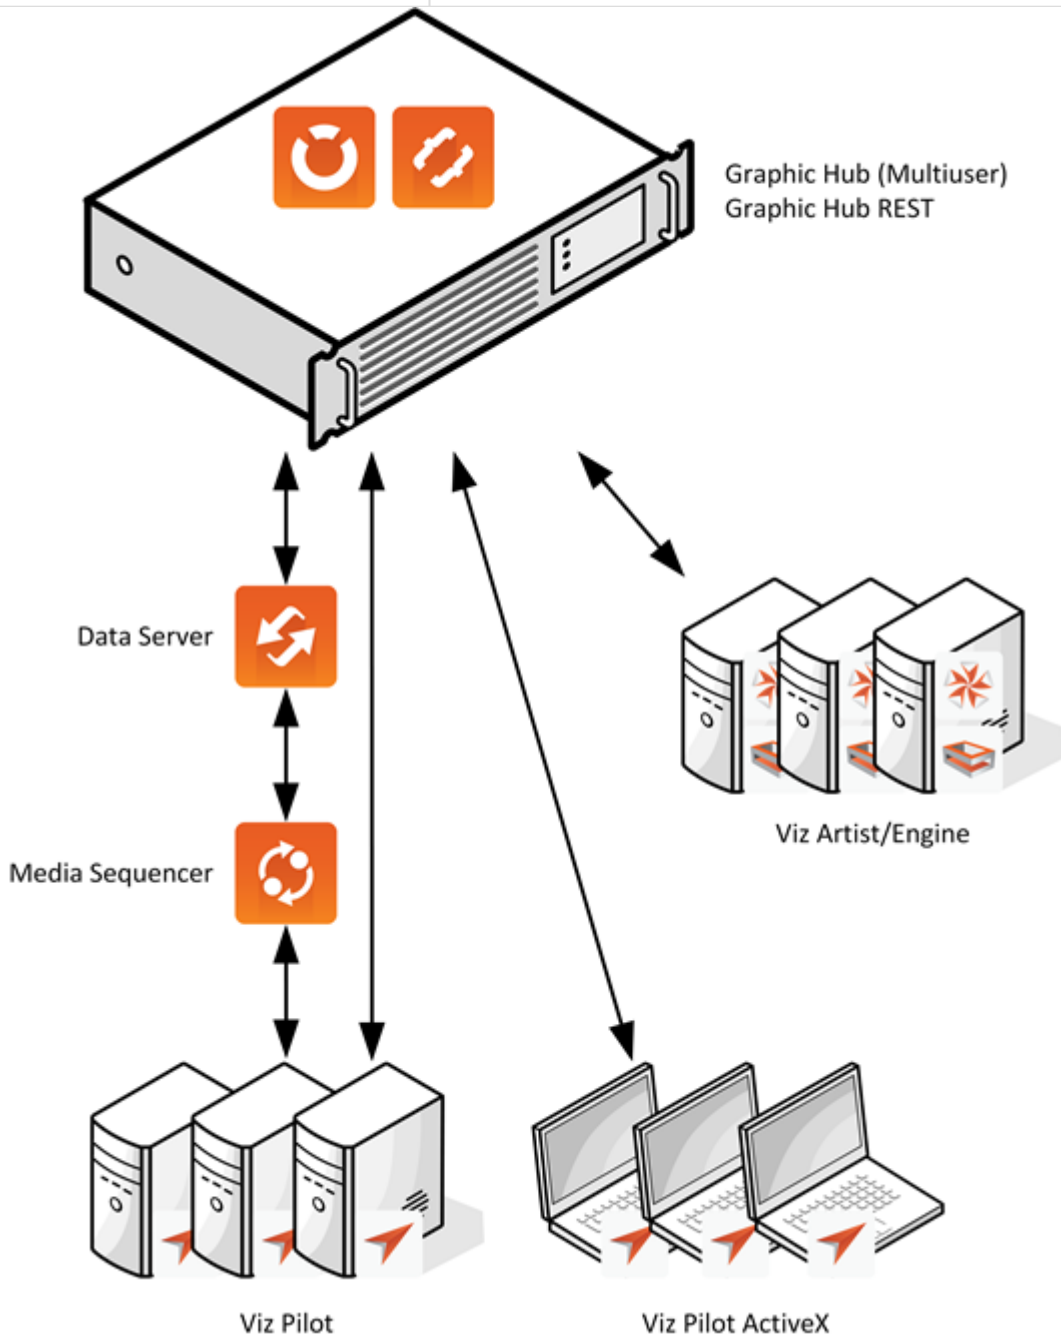 Graphic Hub (Multiuser)
Graphic Hub REST
Data Server
Viz Artist/Engine
Media Sequencer
Viz Pilot
Viz Pilot ActiveX